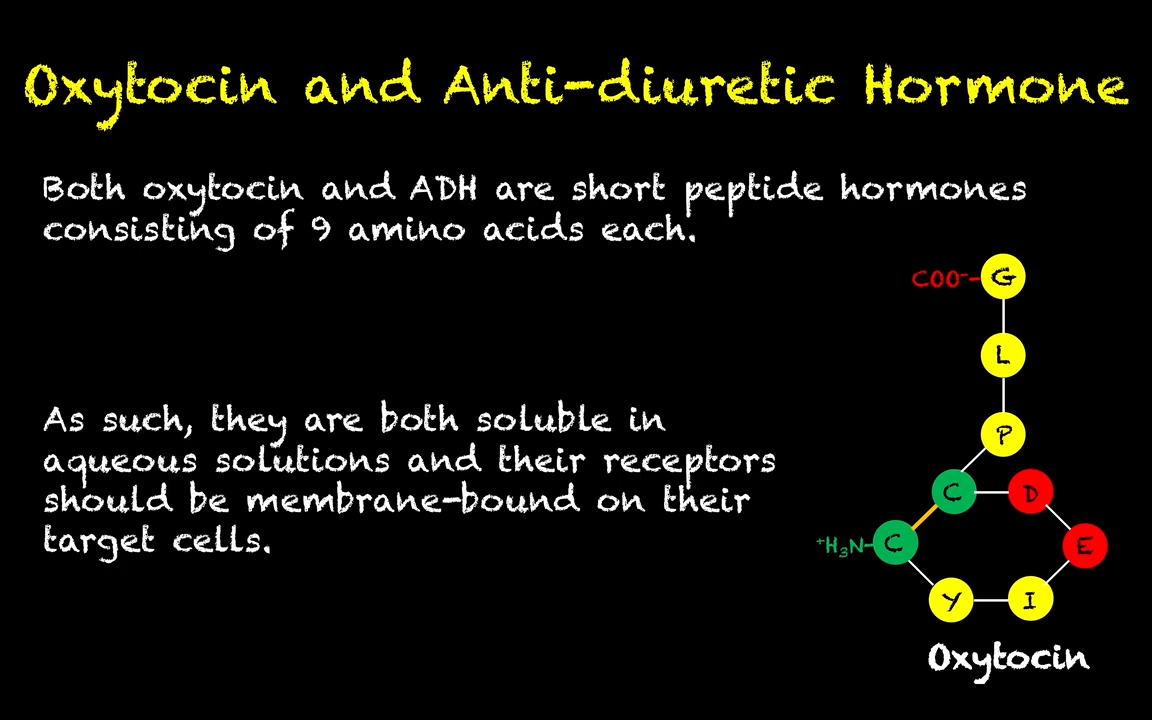 Oxytocin and Anti-diuretic Hormone
Both oxytocin and ADH are short peptide hormones
consisting of 9 amino acids each.
COO⁻
G
L
P
As such, they are both soluble in
aqueous solutions and their receptors
should be membrane-bound on their
target cells.
C
D
⁺H₃N
C
E
Y
I
Oxytocin